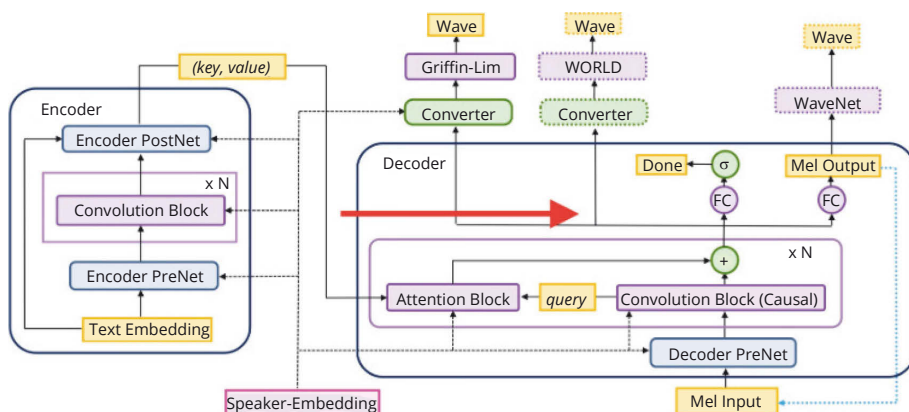 Wave
Wave
Wave
(key, value)
Griffin-Lim
WORLD
Encoder
Converter
Converter
WaveNet
Encoder PostNet
Decoder
Done
σ
Mel Output
x N
Convolution Block
FC
FC
x N
+
Encoder PreNet
Attention Block
query
Convolution Block (Causal)
Text Embedding
Decoder PreNet
Speaker-Embedding
Mel Input